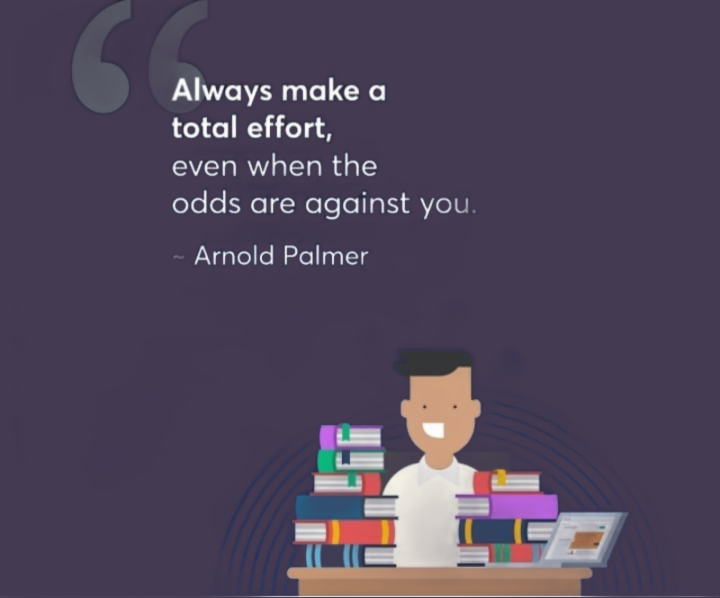 Always make a
total effort,
even when the
odds are against you.
~ Arnold Palmer